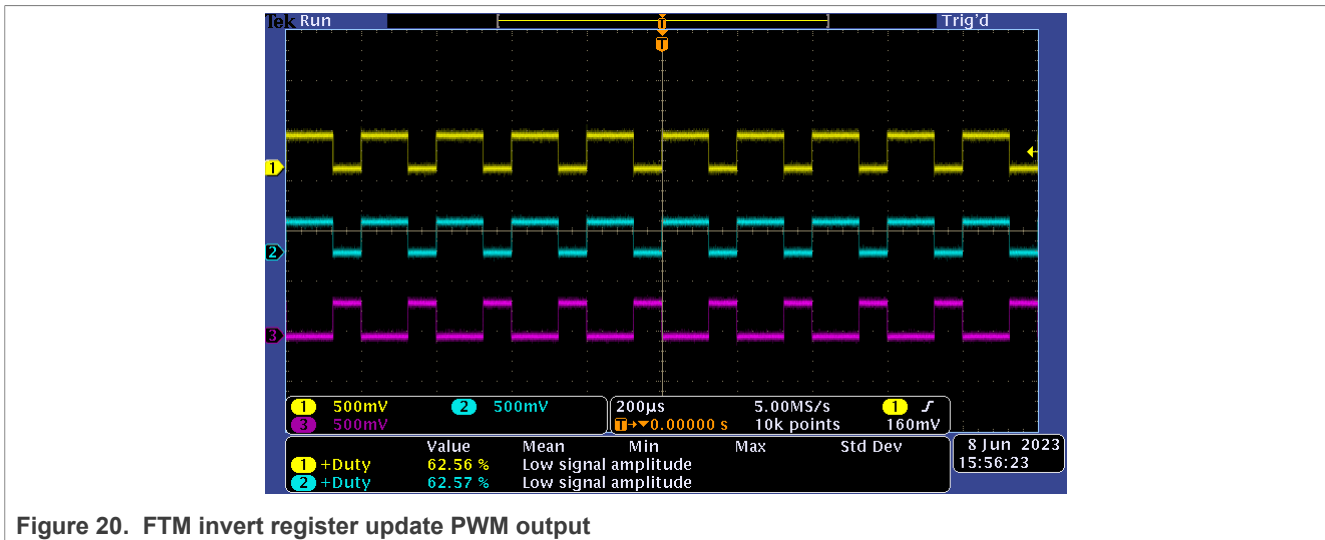 Tek Run Trig'd
T
T
1
2
3
1 500mV 2 500mV 200µs 5.00MS/s 1
3 500mV T→▼0.00000 s 10k points 160mV
Value Mean Min Max Std Dev
1 +Duty 62.56 % Low signal amplitude
2 +Duty 62.57 % Low signal amplitude
8 Jun 2023
15:56:23
Figure 20. FTM invert register update PWM output